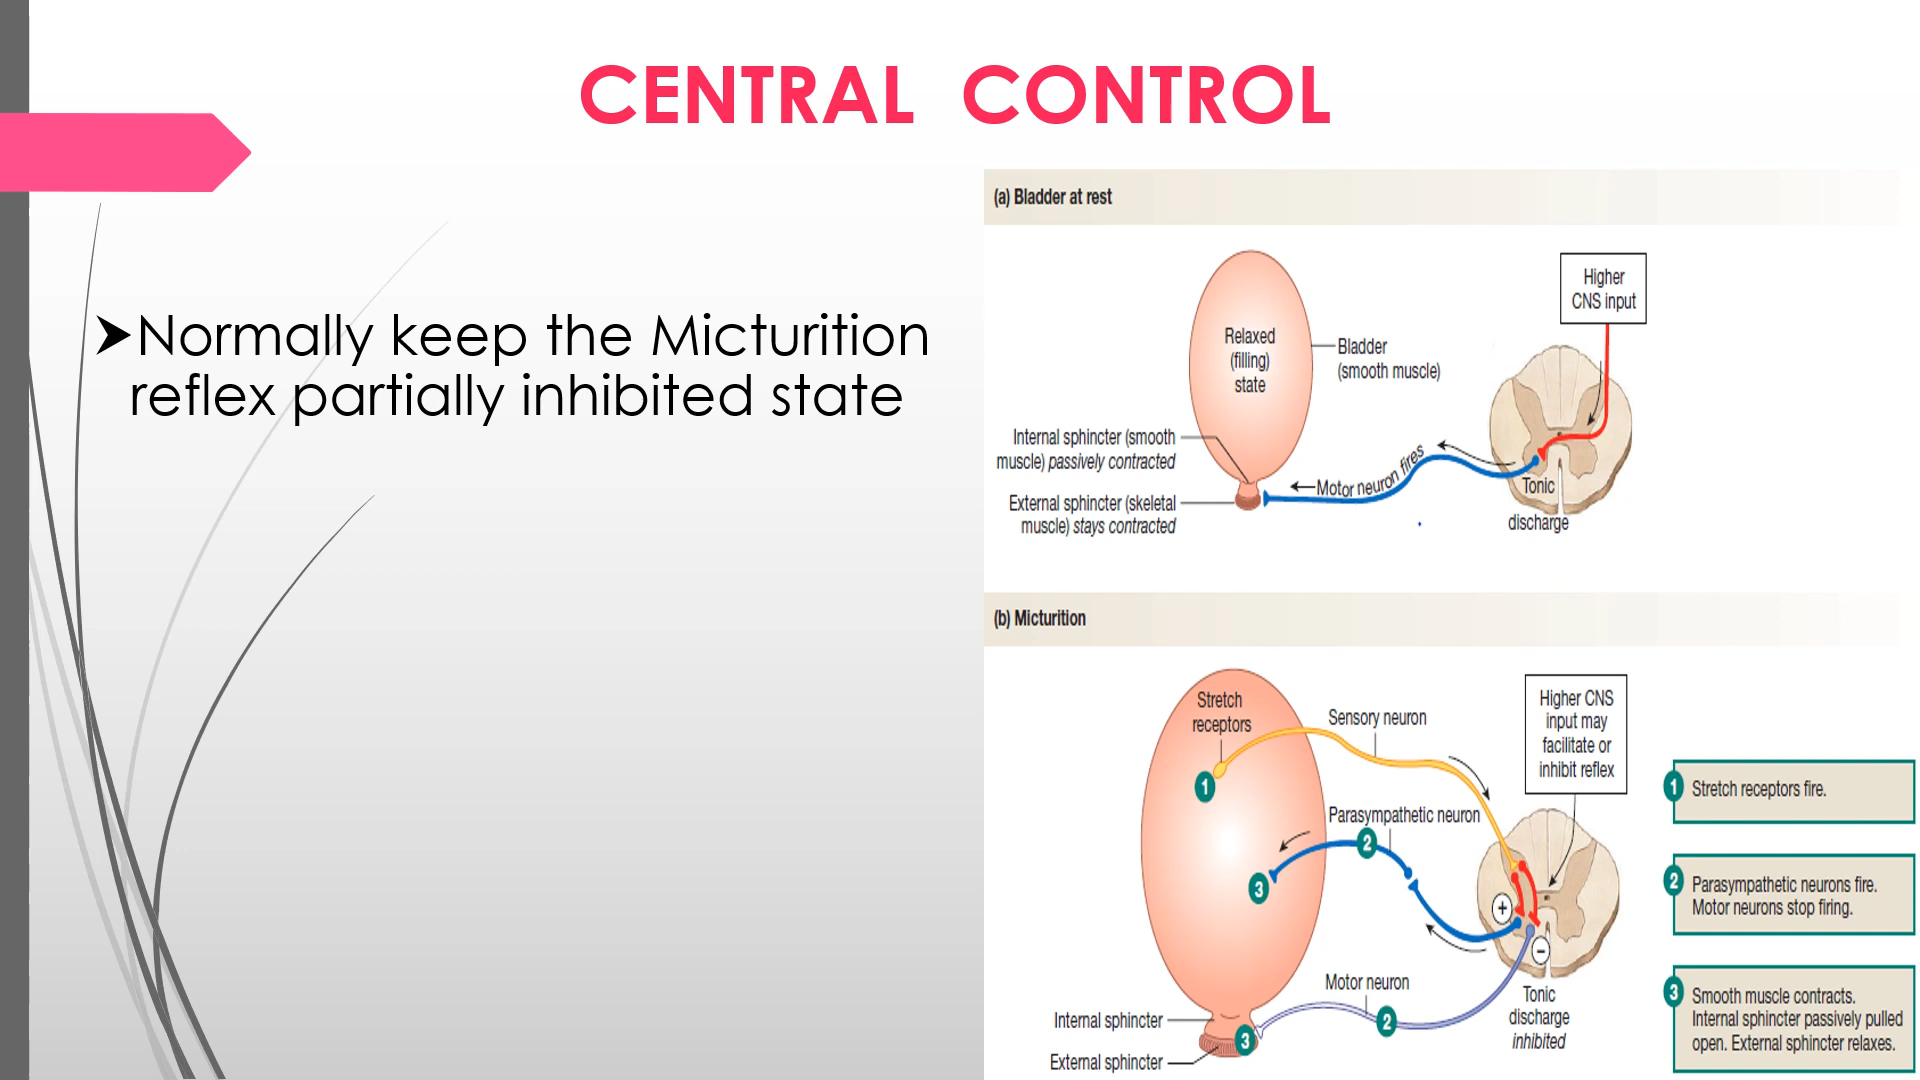 CENTRAL CONTROL
➤Normally keep the Micturition
reflex partially inhibited state
(a) Bladder at rest
Higher
CNS input
Relaxed
(filling)
state
Bladder
(smooth muscle)
Internal sphincter (smooth
muscle) passively contracted
External sphincter (skeletal
muscle) stays contracted
Motor neuron fires
Tonic
discharge
(b) Micturition
Stretch
receptors
Sensory neuron
Higher CNS
input may
facilitate or
inhibit reflex
1
Parasympathetic neuron
2
3
+
−
Motor neuron
2
Tonic
discharge
inhibited
Internal sphincter
3
External sphincter
1 Stretch receptors fire.
2 Parasympathetic neurons fire.
Motor neurons stop firing.
3 Smooth muscle contracts.
Internal sphincter passively pulled
open. External sphincter relaxes.